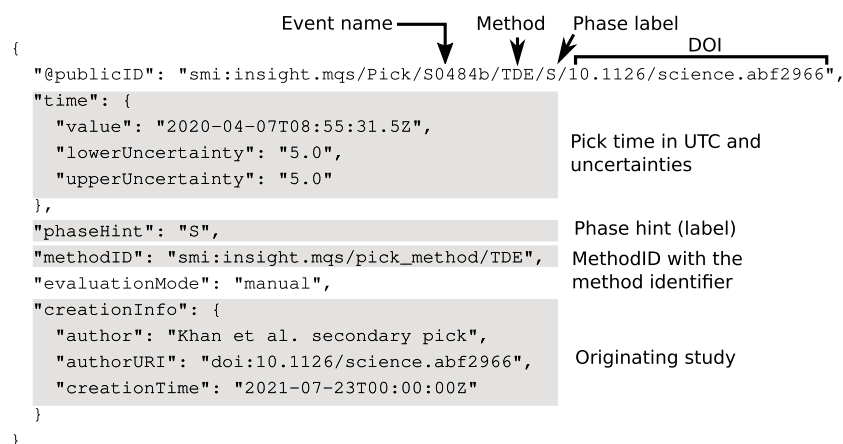 Event name Method Phase label
DOI
{
"@publicID": "smi:insight.mqs/Pick/S0484b/TDE/S/10.1126/science.abf2966",
"time": {
"value": "2020-04-07T08:55:31.5Z",
"lowerUncertainty": "5.0",
"upperUncertainty": "5.0"
Pick time in UTC and
uncertainties
},
"phaseHint": "S",
Phase hint (label)
"methodID": "smi:insight.mqs/pick_method/TDE",
MethodID with the
method identifier
"evaluationMode": "manual",
"creationInfo": {
"author": "Khan et al. secondary pick",
"authorURI": "doi:10.1126/science.abf2966",
"creationTime": "2021-07-23T00:00:00Z"
Originating study
}
}